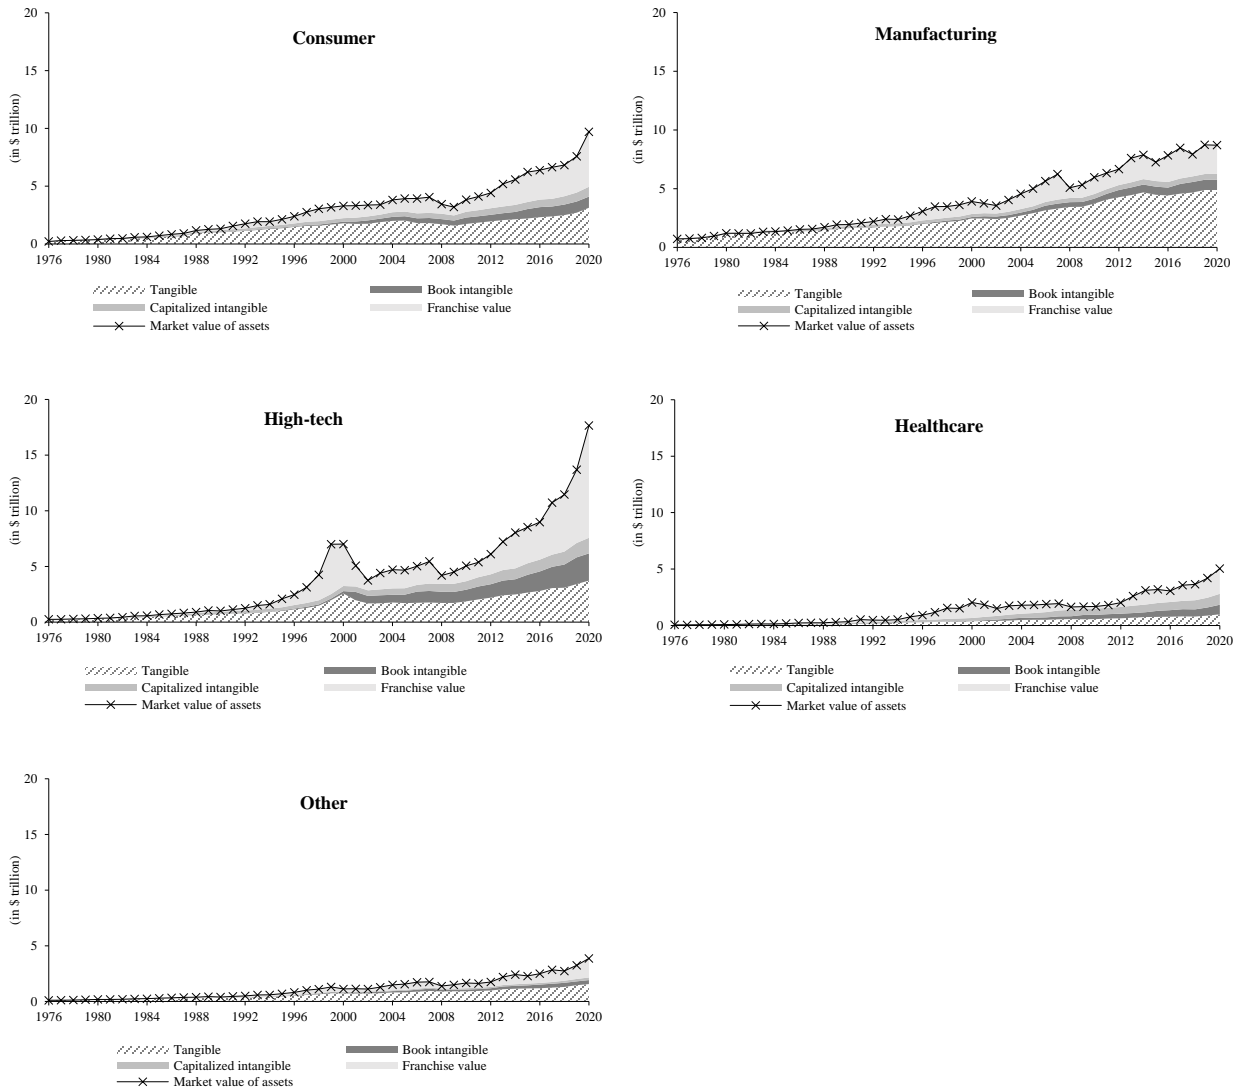 Consumer
(in $ trillion)
20
15
10
5
0
1976 1980 1984 1988 1992 1996 2000 2004 2008 2012 2016 2020
Tangible Book intangible
Capitalized intangible Franchise value
Market value of assets
Manufacturing
(in $ trillion)
20
15
10
5
0
1976 1980 1984 1988 1992 1996 2000 2004 2008 2012 2016 2020
Tangible Book intangible
Capitalized intangible Franchise value
Market value of assets
High-tech
(in $ trillion)
20
15
10
5
0
1976 1980 1984 1988 1992 1996 2000 2004 2008 2012 2016 2020
Tangible Book intangible
Capitalized intangible Franchise value
Market value of assets
Healthcare
(in $ trillion)
20
15
10
5
0
1976 1980 1984 1988 1992 1996 2000 2004 2008 2012 2016 2020
Tangible Book intangible
Capitalized intangible Franchise value
Market value of assets
Other
(in $ trillion)
20
15
10
5
0
1976 1980 1984 1988 1992 1996 2000 2004 2008 2012 2016 2020
Tangible Book intangible
Capitalized intangible Franchise value
Market value of assets